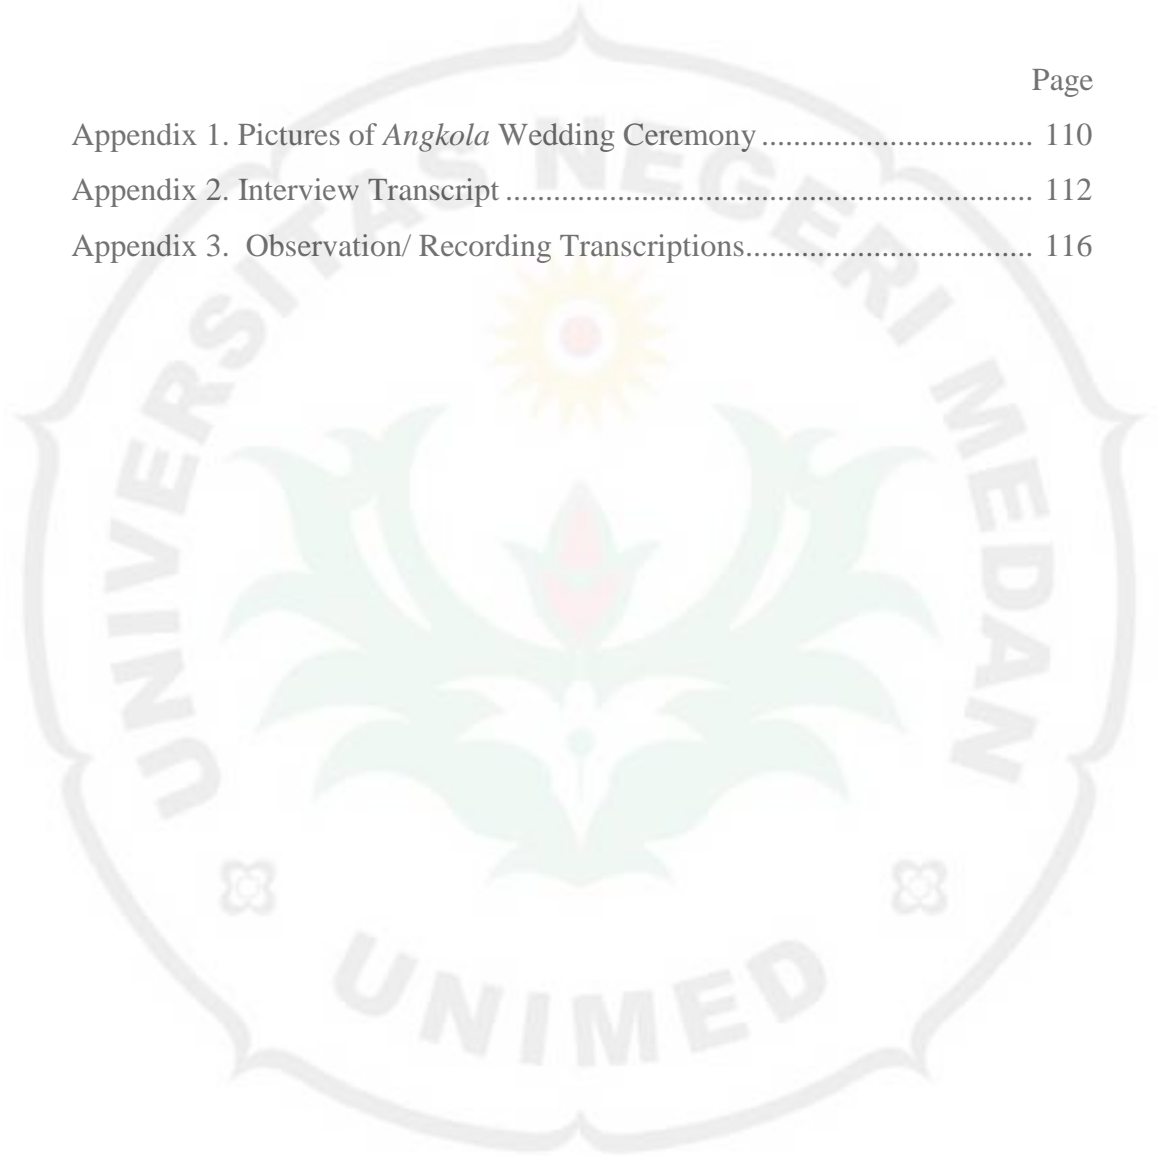 Page
Appendix 1. Pictures of Angkola Wedding Ceremony ................................ 110
Appendix 2. Interview Transcript .............................................................. 112
Appendix 3.  Observation/ Recording Transcriptions.................................. 116
UNIVERSITAS NEGERI MEDAN
UNIMED